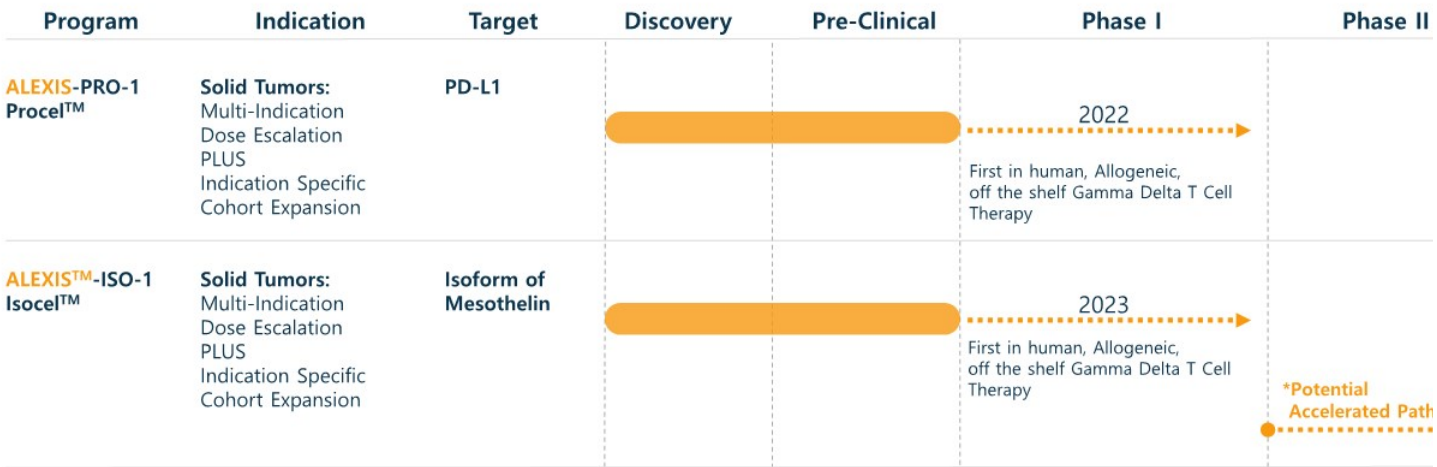 Program Indication Target Discovery Pre-Clinical Phase I Phase II
ALEXIS-PRO-1
Procel™
Solid Tumors:
Multi-Indication
Dose Escalation
PLUS
Indication Specific
Cohort Expansion
PD-L1
2022
First in human, Allogeneic,
off the shelf Gamma Delta T Cell
Therapy
ALEXIS™-ISO-1
Isocel™
Solid Tumors:
Multi-Indication
Dose Escalation
PLUS
Indication Specific
Cohort Expansion
Isoform of
Mesothelin
2023
First in human, Allogeneic,
off the shelf Gamma Delta T Cell
Therapy
*Potential
Accelerated Path